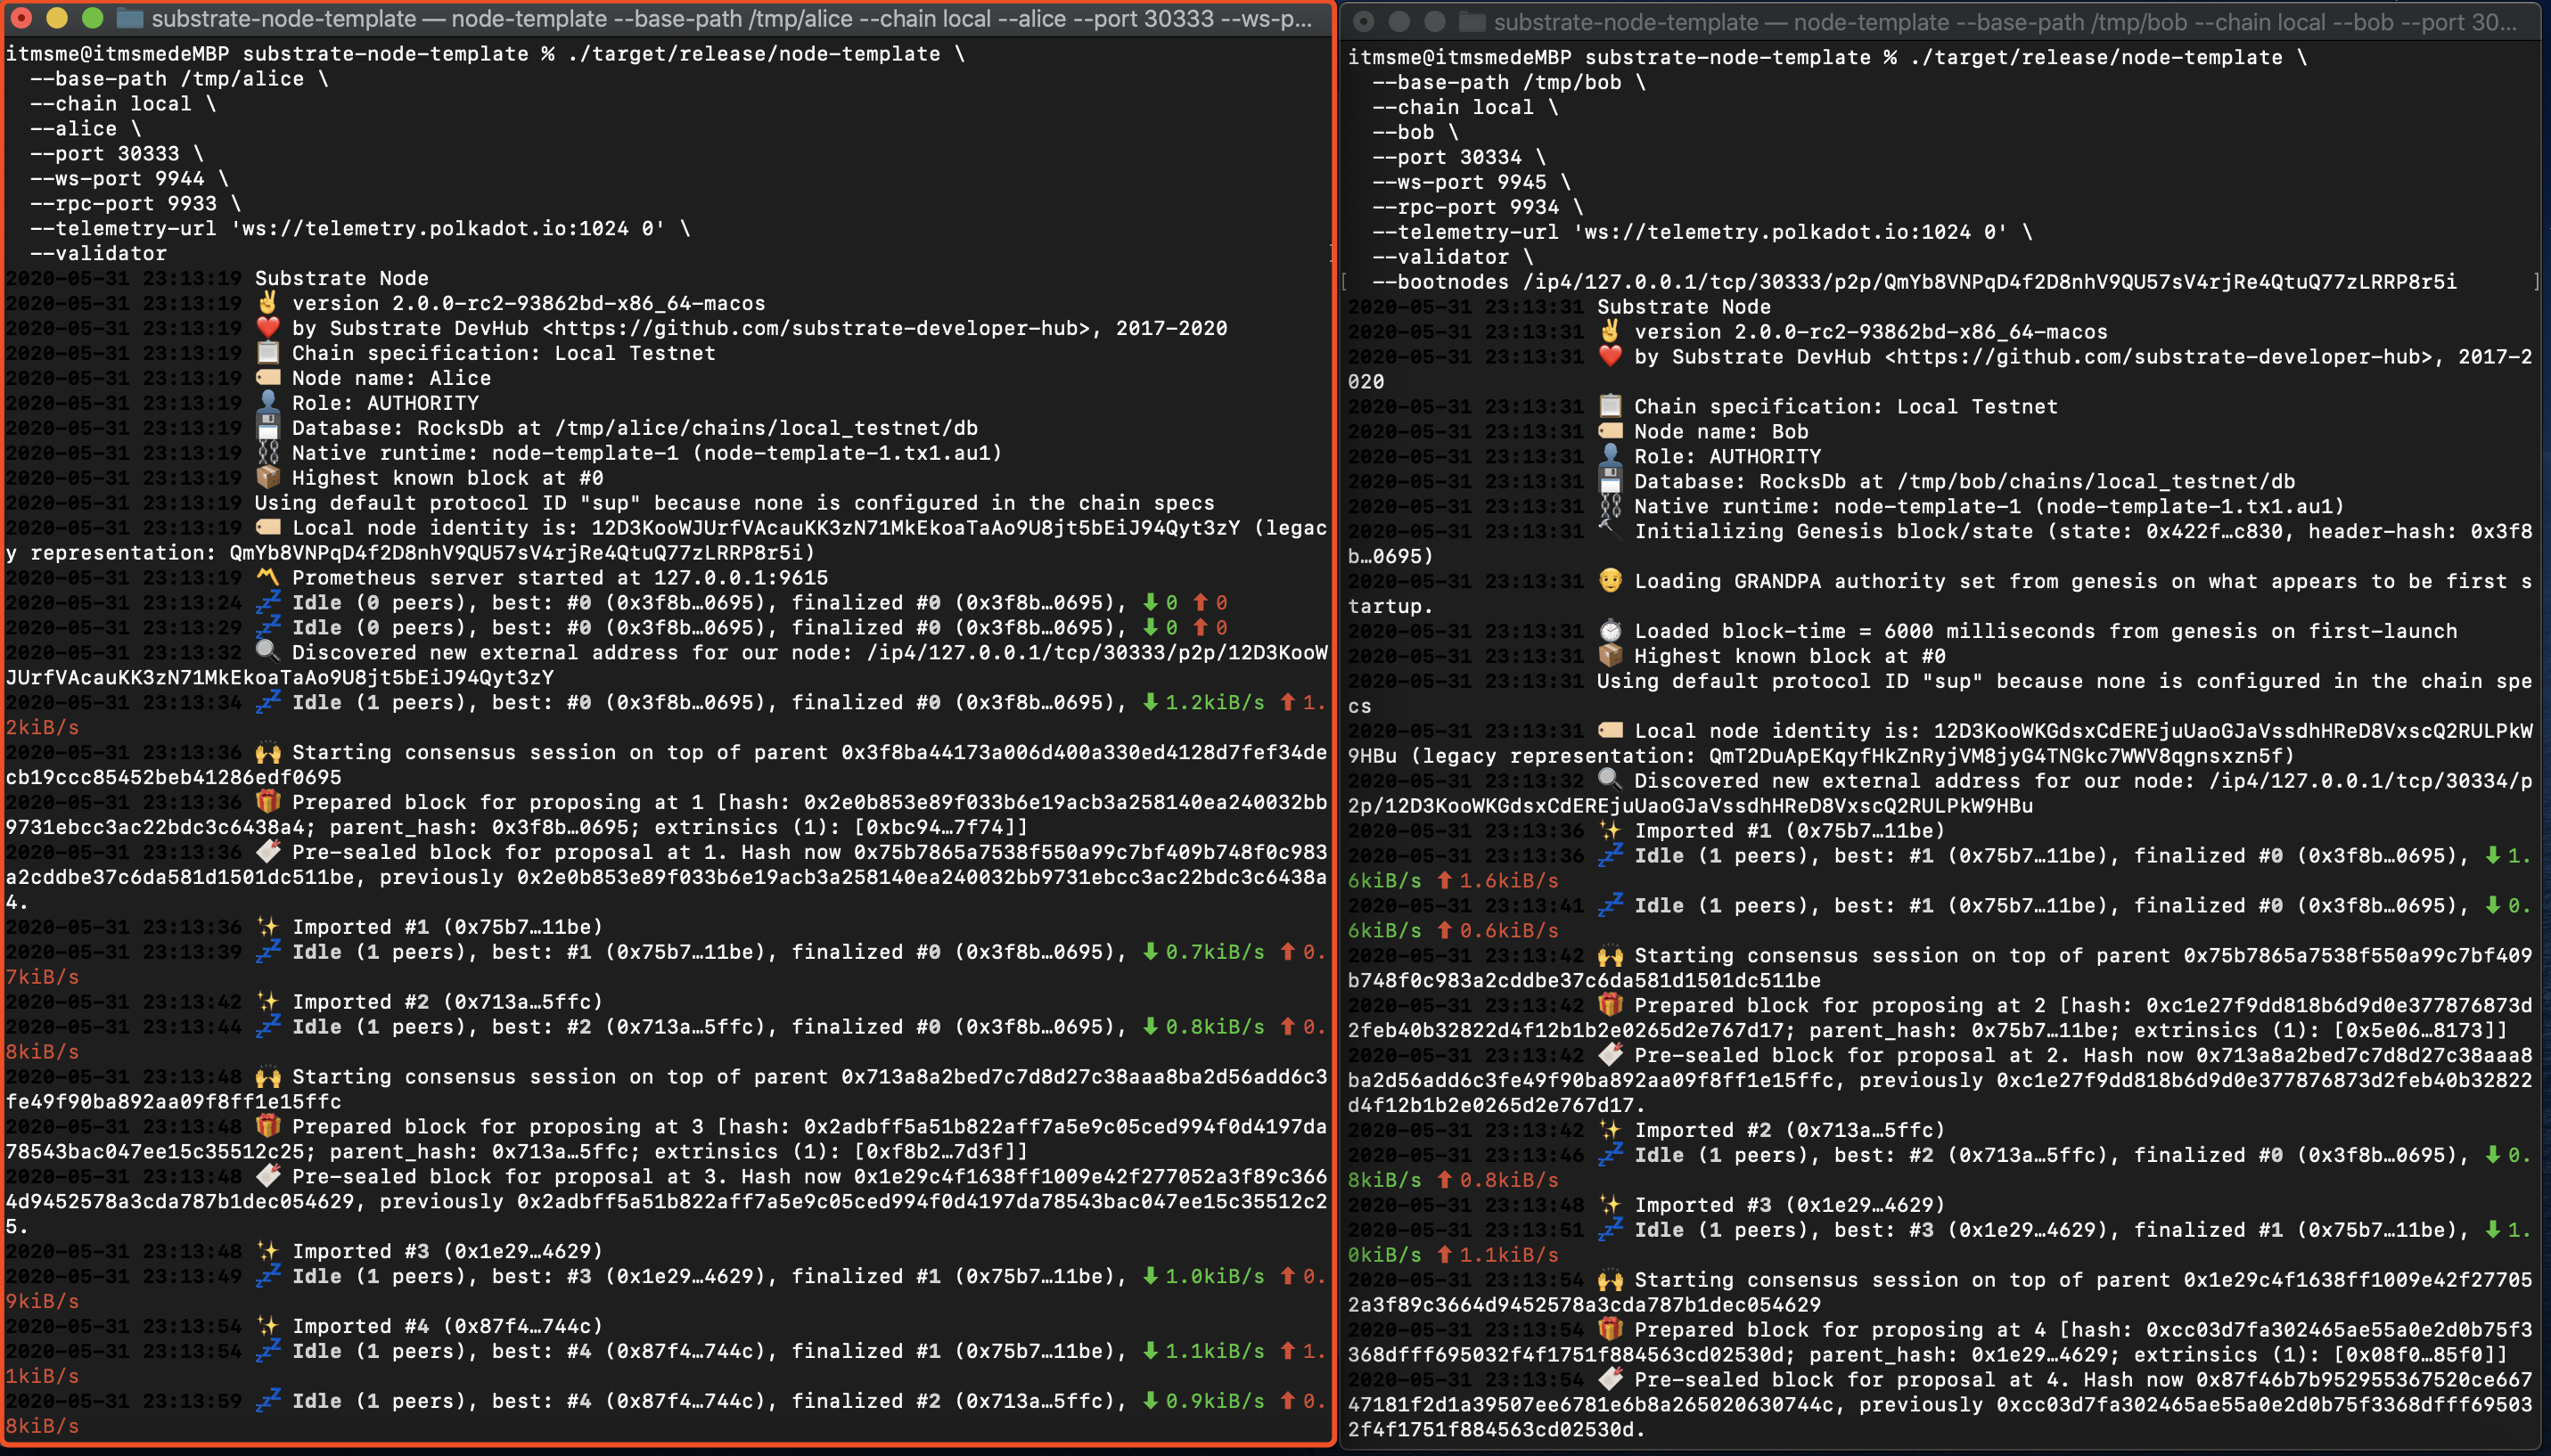 substrate-node-template — node-template --base-path /tmp/alice --chain local --alice --port 30333 --ws-p...
itmsme@itmsmedeMBP substrate-node-template % ./target/release/node-template \
--base-path /tmp/alice \
--chain local \
--alice \
--port 30333 \
--ws-port 9944 \
--rpc-port 9933 \
--telemetry-url 'ws://telemetry.polkadot.io:1024 0' \
--validator
2020-05-31 23:13:19 Substrate Node
2020-05-31 23:13:19 ✌️ version 2.0.0-rc2-93862bd-x86_64-macos
2020-05-31 23:13:19 ❤️ by Substrate DevHub <https://github.com/substrate-developer-hub>, 2017-2020
2020-05-31 23:13:19 📋 Chain specification: Local Testnet
2020-05-31 23:13:19 🏷 Node name: Alice
2020-05-31 23:13:19 👤 Role: AUTHORITY
2020-05-31 23:13:19 💾 Database: RocksDb at /tmp/alice/chains/local_testnet/db
2020-05-31 23:13:19 ⛓ Native runtime: node-template-1 (node-template-1.tx1.au1)
2020-05-31 23:13:19 📦 Highest known block at #0
2020-05-31 23:13:19 Using default protocol ID "sup" because none is configured in the chain specs
2020-05-31 23:13:19 🏷 Local node identity is: 12D3KooWJUrfVAcauKK3zN71MkEkoaTaAo9U8jt5bEiJ94Qyt3zY (legac
y representation: QmYb8VNPqD4f2D8nhV9QU57sV4rjRe4QtuQ77zLRRP8r5i)
2020-05-31 23:13:19 〽️ Prometheus server started at 127.0.0.1:9615
2020-05-31 23:13:24 💤 Idle (0 peers), best: #0 (0x3f8b…0695), finalized #0 (0x3f8b…0695), ⬇ 0 ⬆ 0
2020-05-31 23:13:29 💤 Idle (0 peers), best: #0 (0x3f8b…0695), finalized #0 (0x3f8b…0695), ⬇ 0 ⬆ 0
2020-05-31 23:13:32 🔍 Discovered new external address for our node: /ip4/127.0.0.1/tcp/30333/p2p/12D3KooW
JUrfVAcauKK3zN71MkEkoaTaAo9U8jt5bEiJ94Qyt3zY
2020-05-31 23:13:34 💤 Idle (1 peers), best: #0 (0x3f8b…0695), finalized #0 (0x3f8b…0695), ⬇ 1.2kiB/s ⬆ 1.
2kiB/s
2020-05-31 23:13:36 🙌 Starting consensus session on top of parent 0x3f8ba44173a006d400a330ed4128d7fef34de
cb19ccc85452beb41286edf0695
2020-05-31 23:13:36 🎁 Prepared block for proposing at 1 [hash: 0x2e0b853e89f033b6e19acb3a258140ea240032bb
9731ebcc3ac22bdc3c6438a4; parent_hash: 0x3f8b…0695; extrinsics (1): [0xbc94…7f74]]
2020-05-31 23:13:36 🔖 Pre-sealed block for proposal at 1. Hash now 0x75b7865a7538f550a99c7bf409b748f0c983
a2cddbe37c6da581d1501dc511be, previously 0x2e0b853e89f033b6e19acb3a258140ea240032bb9731ebcc3ac22bdc3c6438a
4.
2020-05-31 23:13:36 ✨ Imported #1 (0x75b7…11be)
2020-05-31 23:13:39 💤 Idle (1 peers), best: #1 (0x75b7…11be), finalized #0 (0x3f8b…0695), ⬇ 0.7kiB/s ⬆ 0.
7kiB/s
2020-05-31 23:13:42 ✨ Imported #2 (0x713a…5ffc)
2020-05-31 23:13:44 💤 Idle (1 peers), best: #2 (0x713a…5ffc), finalized #0 (0x3f8b…0695), ⬇ 0.8kiB/s ⬆ 0.
8kiB/s
2020-05-31 23:13:48 🙌 Starting consensus session on top of parent 0x713a8a2bed7c7d8d27c38aaa8ba2d56add6c3
fe49f90ba892aa09f8ff1e15ffc
2020-05-31 23:13:48 🎁 Prepared block for proposing at 3 [hash: 0x2adbff5a51b822aff7a5e9c05ced994f0d4197da
78543bac047ee15c35512c25; parent_hash: 0x713a…5ffc; extrinsics (1): [0xf8b2…7d3f]]
2020-05-31 23:13:48 🔖 Pre-sealed block for proposal at 3. Hash now 0x1e29c4f1638ff1009e42f277052a3f89c366
4d9452578a3cda787b1dec054629, previously 0x2adbff5a51b822aff7a5e9c05ced994f0d4197da78543bac047ee15c35512c2
5.
2020-05-31 23:13:48 ✨ Imported #3 (0x1e29…4629)
2020-05-31 23:13:49 💤 Idle (1 peers), best: #3 (0x1e29…4629), finalized #1 (0x75b7…11be), ⬇ 1.0kiB/s ⬆ 0.
9kiB/s
2020-05-31 23:13:54 ✨ Imported #4 (0x87f4…744c)
2020-05-31 23:13:54 💤 Idle (1 peers), best: #4 (0x87f4…744c), finalized #1 (0x75b7…11be), ⬇ 1.1kiB/s ⬆ 1.
1kiB/s
2020-05-31 23:13:59 💤 Idle (1 peers), best: #4 (0x87f4…744c), finalized #2 (0x713a…5ffc), ⬇ 0.9kiB/s ⬆ 0.
8kiB/s
substrate-node-template — node-template --base-path /tmp/bob --chain local --bob --port 30...
itmsme@itmsmedeMBP substrate-node-template % ./target/release/node-template \
--base-path /tmp/bob \
--chain local \
--bob \
--port 30334 \
--ws-port 9945 \
--rpc-port 9934 \
--telemetry-url 'ws://telemetry.polkadot.io:1024 0' \
--validator \
[ --bootnodes /ip4/127.0.0.1/tcp/30333/p2p/QmYb8VNPqD4f2D8nhV9QU57sV4rjRe4QtuQ77zLRRP8r5i ]
2020-05-31 23:13:31 Substrate Node
2020-05-31 23:13:31 ✌️ version 2.0.0-rc2-93862bd-x86_64-macos
2020-05-31 23:13:31 ❤️ by Substrate DevHub <https://github.com/substrate-developer-hub>, 2017-2
020
2020-05-31 23:13:31 📋 Chain specification: Local Testnet
2020-05-31 23:13:31 🏷 Node name: Bob
2020-05-31 23:13:31 👤 Role: AUTHORITY
2020-05-31 23:13:31 💾 Database: RocksDb at /tmp/bob/chains/local_testnet/db
2020-05-31 23:13:31 ⛓ Native runtime: node-template-1 (node-template-1.tx1.au1)
2020-05-31 23:13:31 🔨 Initializing Genesis block/state (state: 0x422f…c830, header-hash: 0x3f8
b…0695)
2020-05-31 23:13:31 👴 Loading GRANDPA authority set from genesis on what appears to be first s
tartup.
2020-05-31 23:13:31 ⏱ Loaded block-time = 6000 milliseconds from genesis on first-launch
2020-05-31 23:13:31 📦 Highest known block at #0
2020-05-31 23:13:31 Using default protocol ID "sup" because none is configured in the chain spe
cs
2020-05-31 23:13:31 🏷 Local node identity is: 12D3KooWKGdsxCdEREjuUaoGJaVssdhHReD8VxscQ2RULPkW
9HBu (legacy representation: QmT2DuApEKqyfHkZnRyjVM8jyG4TNGkc7WWV8qgnsxzn5f)
2020-05-31 23:13:32 🔍 Discovered new external address for our node: /ip4/127.0.0.1/tcp/30334/p
2p/12D3KooWKGdsxCdEREjuUaoGJaVssdhHReD8VxscQ2RULPkW9HBu
2020-05-31 23:13:36 ✨ Imported #1 (0x75b7…11be)
2020-05-31 23:13:36 💤 Idle (1 peers), best: #1 (0x75b7…11be), finalized #0 (0x3f8b…0695), ⬇ 1.
6kiB/s ⬆ 1.6kiB/s
2020-05-31 23:13:41 💤 Idle (1 peers), best: #1 (0x75b7…11be), finalized #0 (0x3f8b…0695), ⬇ 0.
6kiB/s ⬆ 0.6kiB/s
2020-05-31 23:13:42 🙌 Starting consensus session on top of parent 0x75b7865a7538f550a99c7bf409
b748f0c983a2cddbe37c6da581d1501dc511be
2020-05-31 23:13:42 🎁 Prepared block for proposing at 2 [hash: 0xc1e27f9dd818b6d9d0e377876873d
2feb40b32822d4f12b1b2e0265d2e767d17; parent_hash: 0x75b7…11be; extrinsics (1): [0x5e06…8173]]
2020-05-31 23:13:42 🔖 Pre-sealed block for proposal at 2. Hash now 0x713a8a2bed7c7d8d27c38aaa8
ba2d56add6c3fe49f90ba892aa09f8ff1e15ffc, previously 0xc1e27f9dd818b6d9d0e377876873d2feb40b32822
d4f12b1b2e0265d2e767d17.
2020-05-31 23:13:42 ✨ Imported #2 (0x713a…5ffc)
2020-05-31 23:13:46 💤 Idle (1 peers), best: #2 (0x713a…5ffc), finalized #0 (0x3f8b…0695), ⬇ 0.
8kiB/s ⬆ 0.8kiB/s
2020-05-31 23:13:48 ✨ Imported #3 (0x1e29…4629)
2020-05-31 23:13:51 💤 Idle (1 peers), best: #3 (0x1e29…4629), finalized #1 (0x75b7…11be), ⬇ 1.
0kiB/s ⬆ 1.1kiB/s
2020-05-31 23:13:54 🙌 Starting consensus session on top of parent 0x1e29c4f1638ff1009e42f27705
2a3f89c3664d9452578a3cda787b1dec054629
2020-05-31 23:13:54 🎁 Prepared block for proposing at 4 [hash: 0xcc03d7fa302465ae55a0e2d0b75f3
368dfff695032f4f1751f884563cd02530d; parent_hash: 0x1e29…4629; extrinsics (1): [0x08f0…85f0]]
2020-05-31 23:13:54 🔖 Pre-sealed block for proposal at 4. Hash now 0x87f46b7b952955367520ce667
47181f2d1a39507ee6781e6b8a265020630744c, previously 0xcc03d7fa302465ae55a0e2d0b75f3368dfff69503
2f4f1751f884563cd02530d.